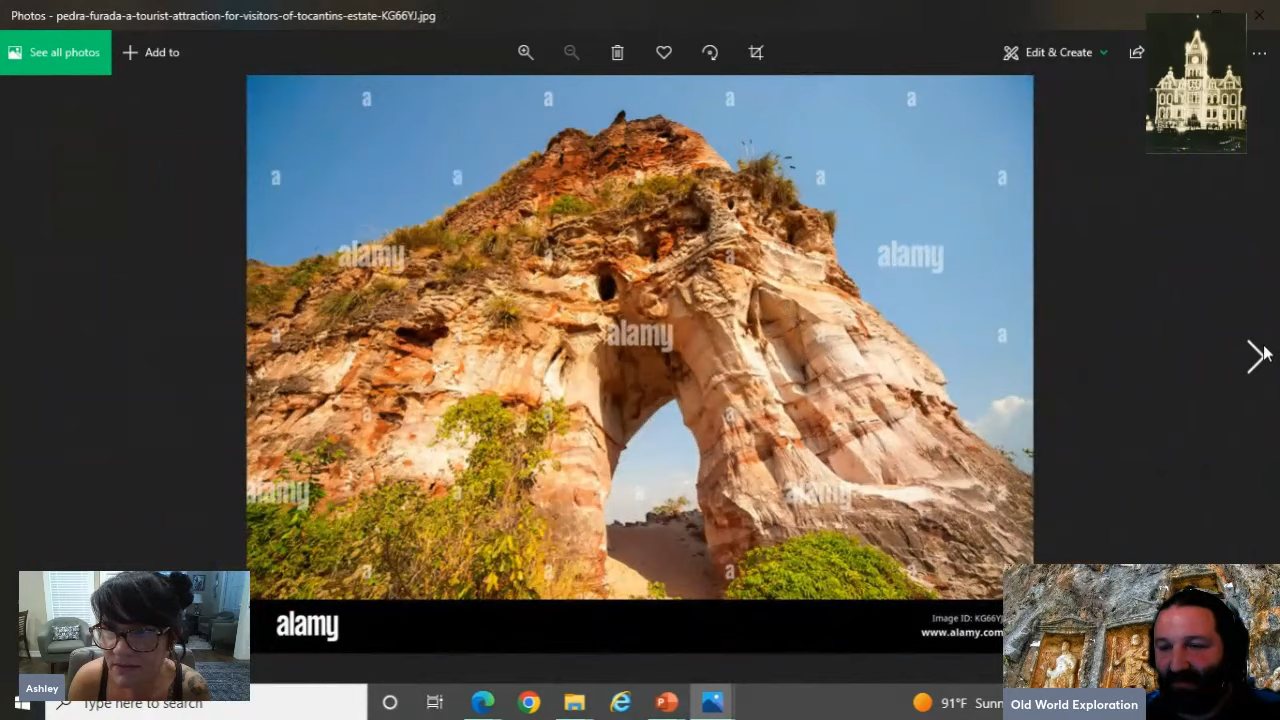 Photos - pedra-furada-a-tourist-attraction-for-visitors-of-tocantins-estate-KG66YJ.jpg
See all photos
Add to
Edit & Create
a a a a
a a a a
alamy alamy
a a
alamy
a a a
a a
alamy a alamy
a a a
alamy
Image ID: KG66YJ
www.alamy.com
Ashley
Type here to search
91°F Sunn
Old World Exploration